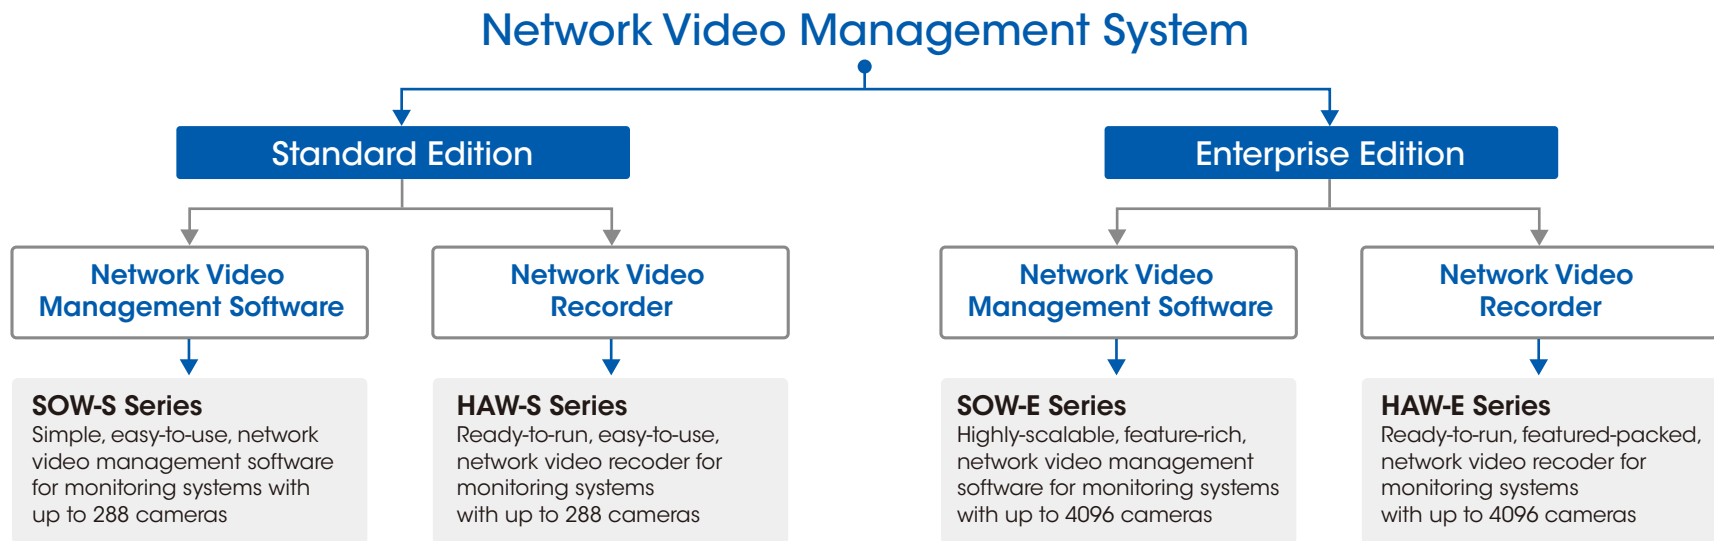 Network Video Management System
Standard Edition
Enterprise Edition
Network Video
Management Software
Network Video
Recorder
Network Video
Management Software
Network Video
Recorder
SOW-S Series
Simple, easy-to-use, network
video management software
for monitoring systems with
up to 288 cameras
HAW-S Series
Ready-to-run, easy-to-use,
network video recoder for
monitoring systems
with up to 288 cameras
SOW-E Series
Highly-scalable, feature-rich,
network video management
software for monitoring systems
with up to 4096 cameras
HAW-E Series
Ready-to-run, featured-packed,
network video recoder for
monitoring systems
with up to 4096 cameras